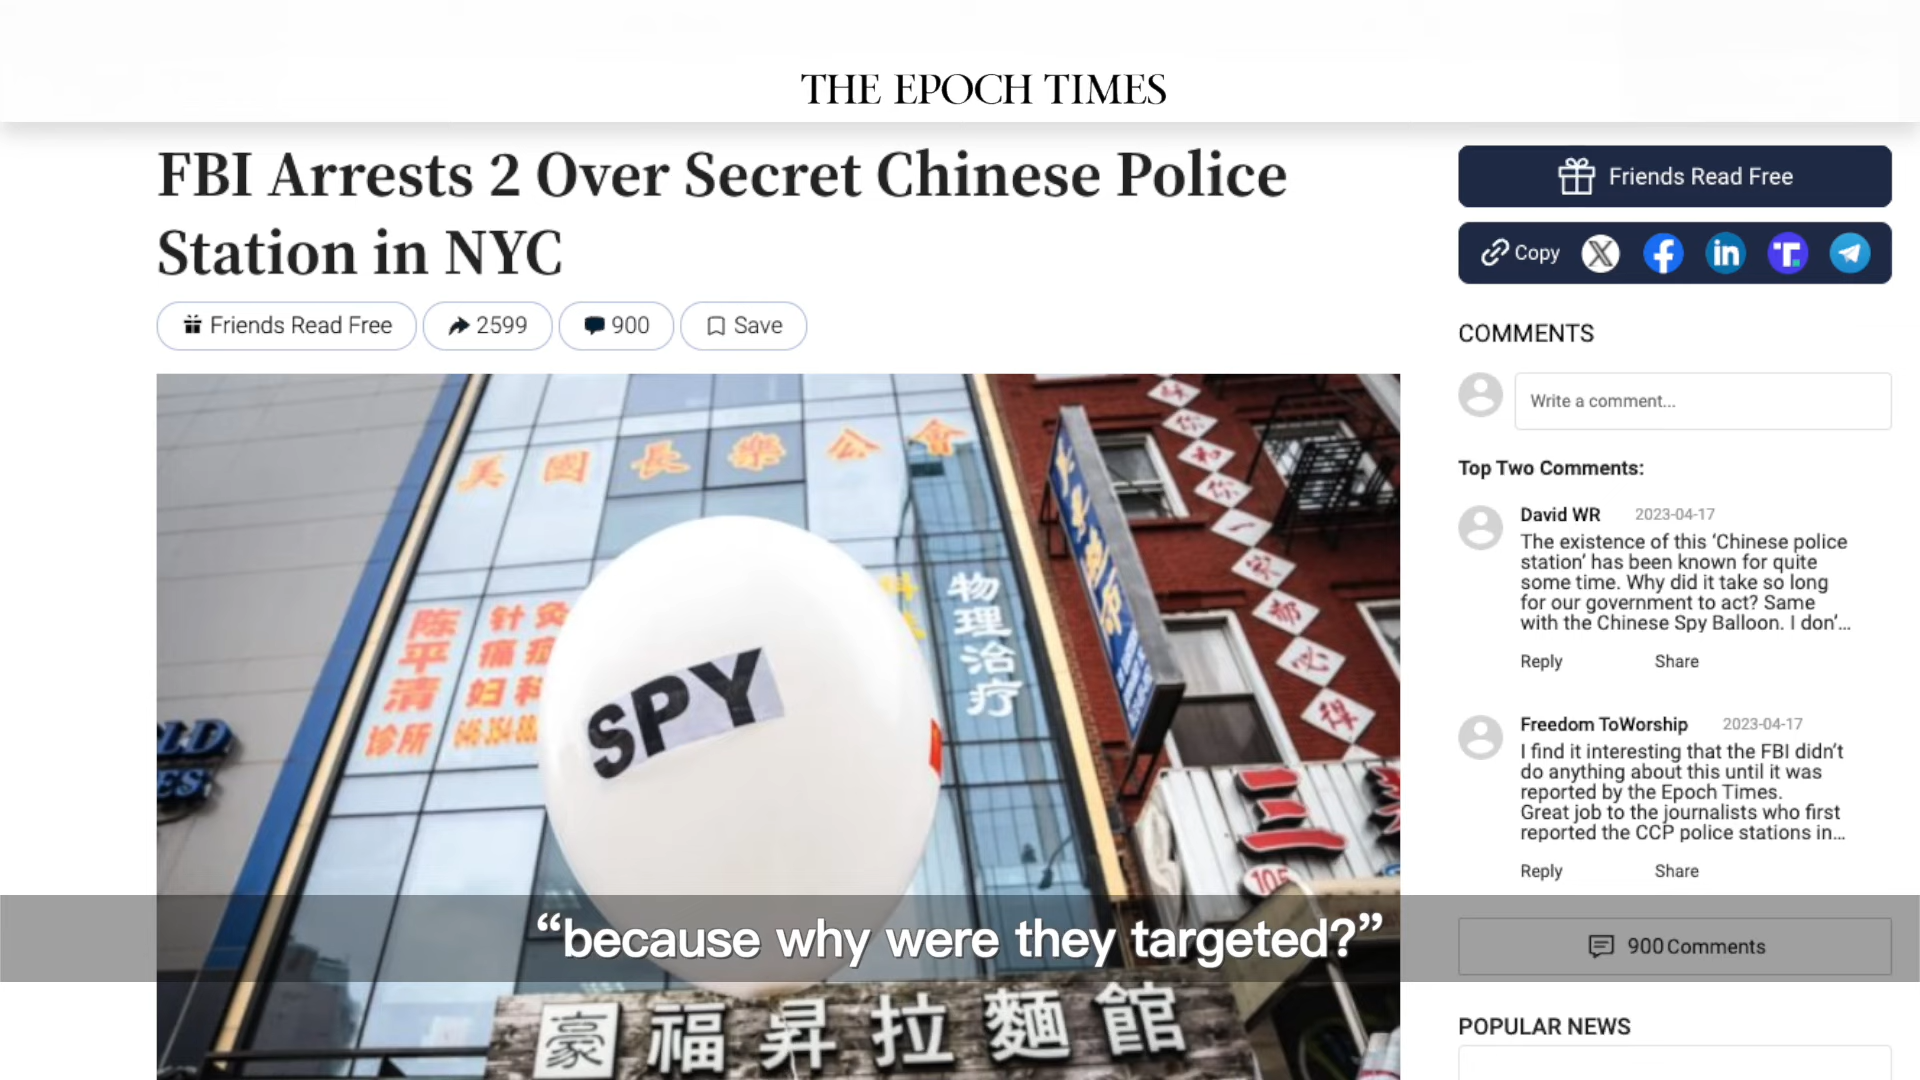 THE EPOCH TIMES
FBI Arrests 2 Over Secret Chinese Police
Station in NYC
Friends Read Free
2599
900
Save
美國長樂公會
陈平清诊所
针灸
痛症
妇科
物理治疗
LD
ES.
SPY
105
豪福昇拉麵館
“because why were they targeted?”
Friends Read Free
Copy
COMMENTS
Write a comment...
Top Two Comments:
David WR 2023-04-17
The existence of this ‘Chinese police
station’ has been known for quite
some time. Why did it take so long
for our government to act? Same
with the Chinese Spy Balloon. I don’...
Reply Share
Freedom ToWorship 2023-04-17
I find it interesting that the FBI didn’t
do anything about this until it was
reported by the Epoch Times.
Great job to the journalists who first
reported the CCP police stations in...
Reply Share
900 Comments
POPULAR NEWS